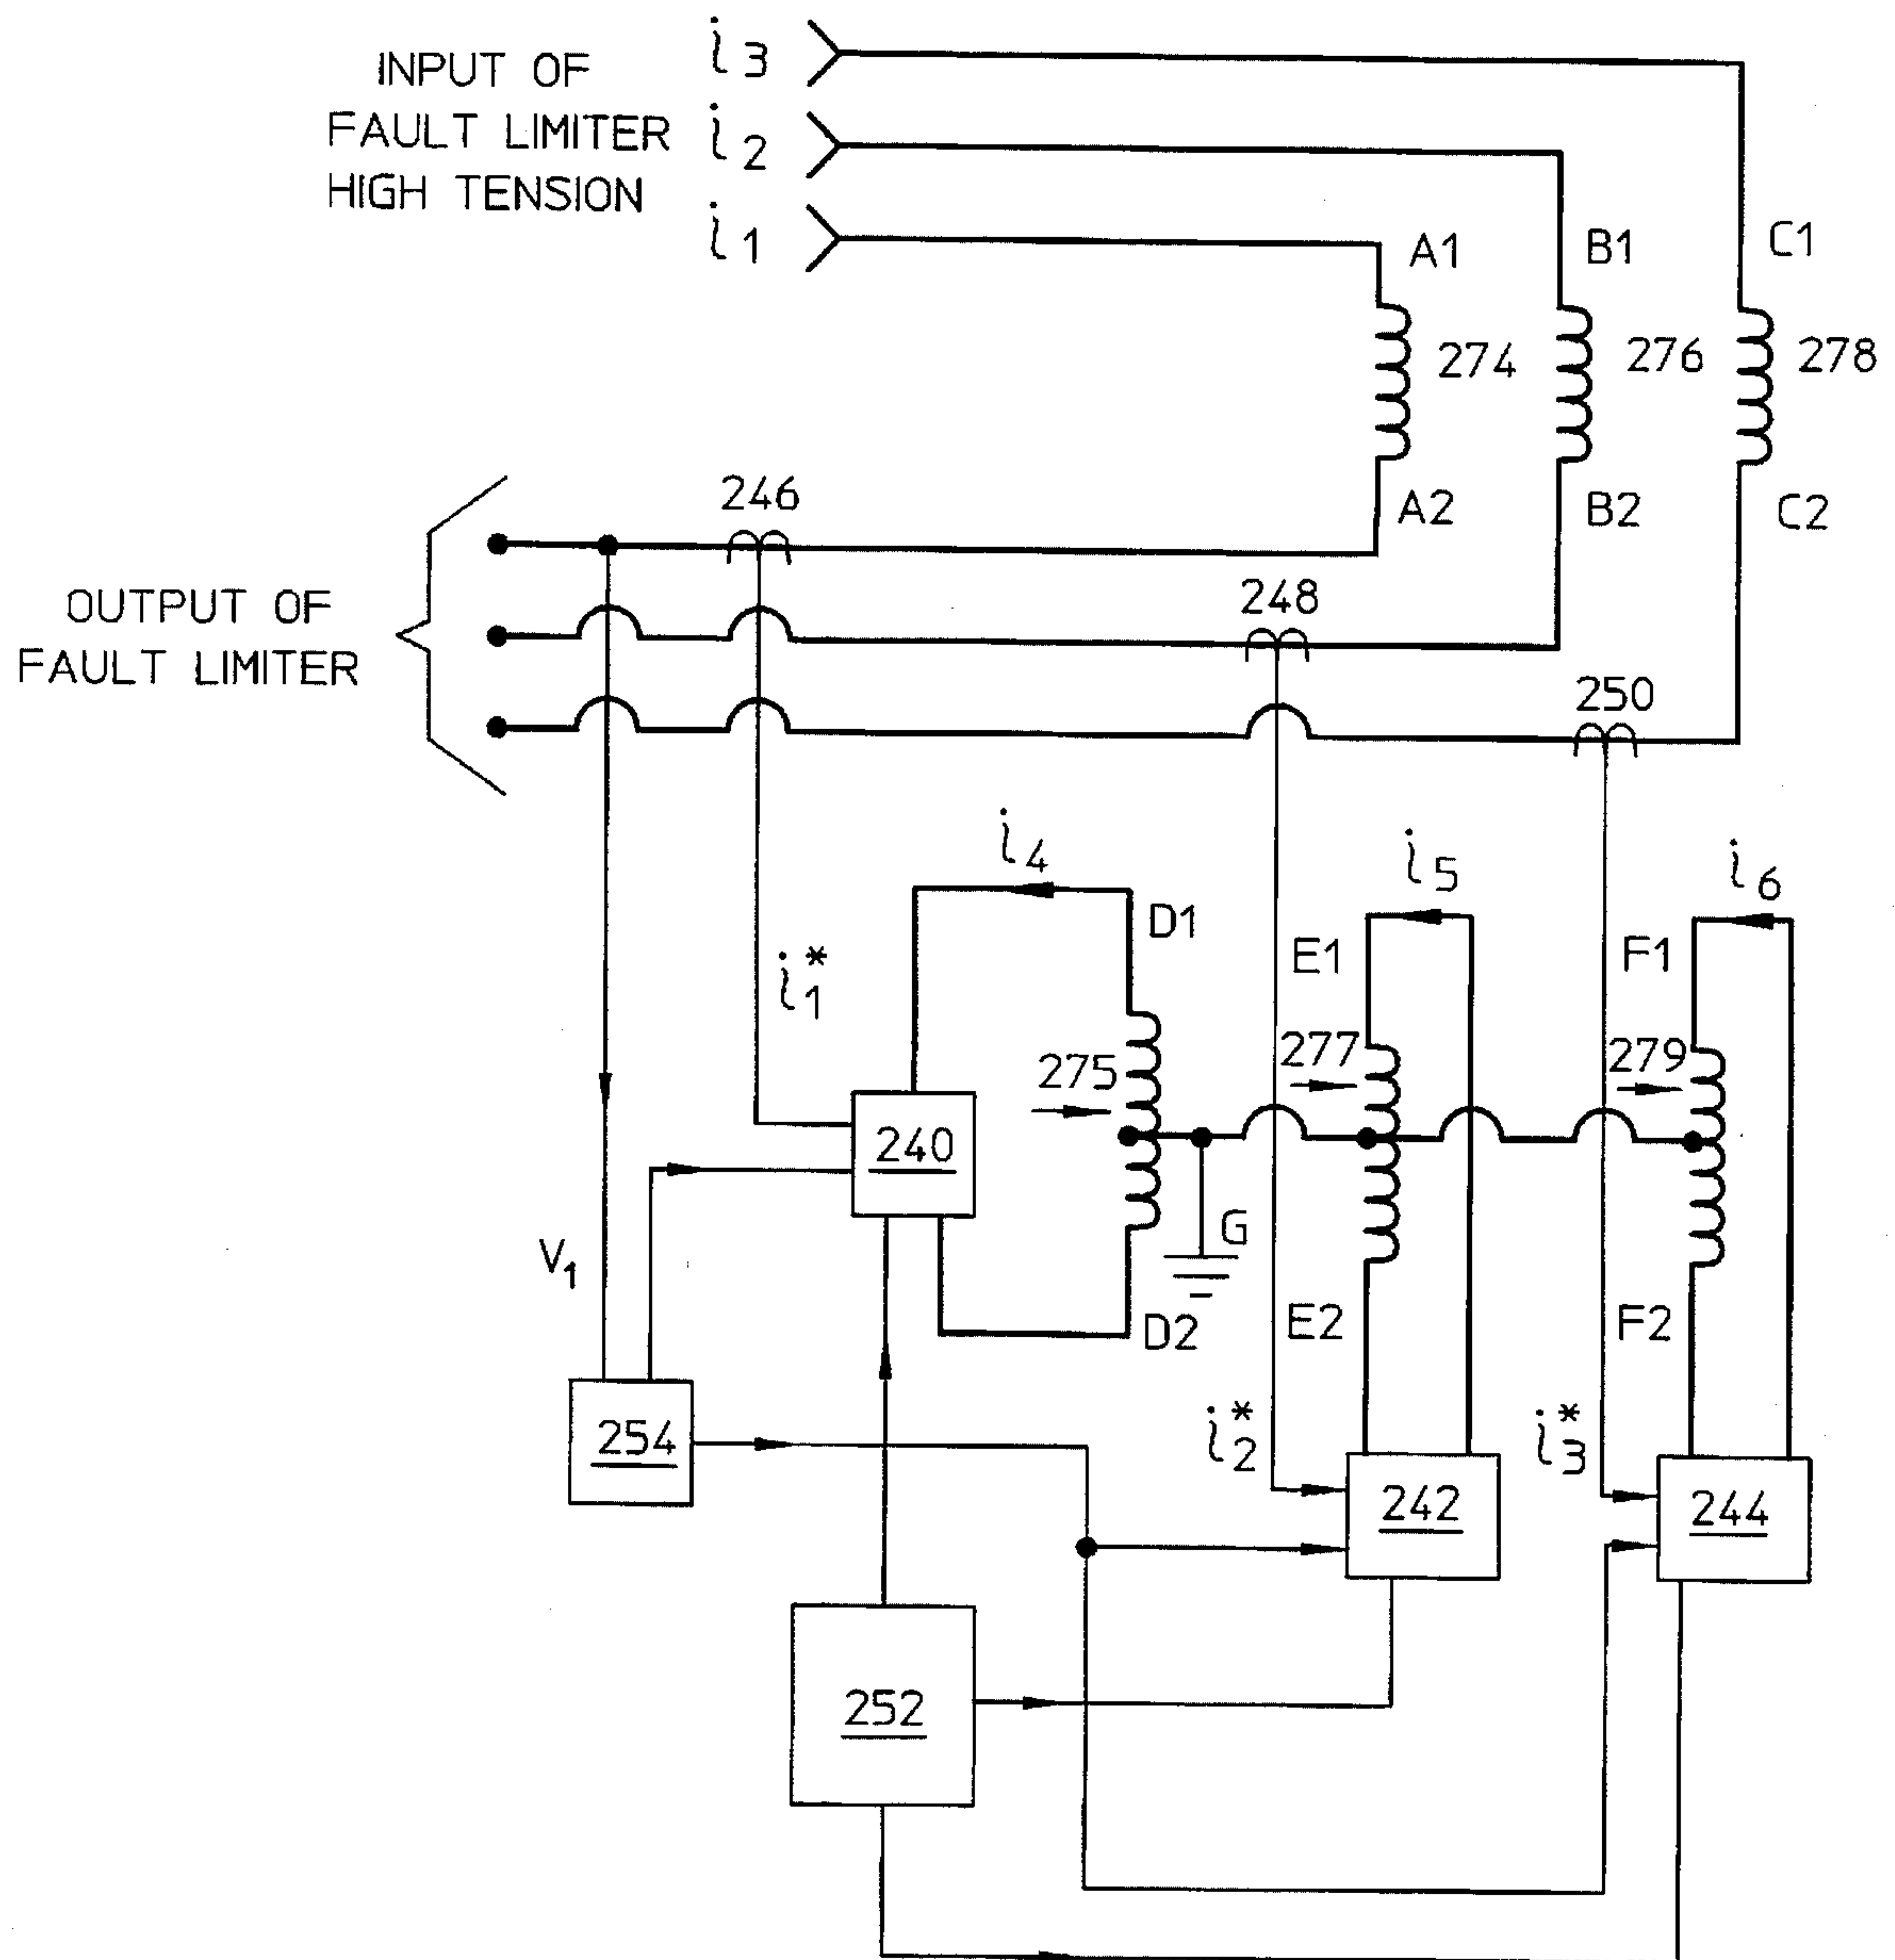 INPUT OF
FAULT LIMITER
HIGH TENSION
i3
i2
i1
A1
B1
C1
274
276
278
A2
B2
C2
246
248
250
OUTPUT OF
FAULT LIMITER
i4
i5
i6
D1
E1
F1
i1*
275
277
279
240
G
V1
D2
E2
F2
254
i2*
i3*
242
244
252